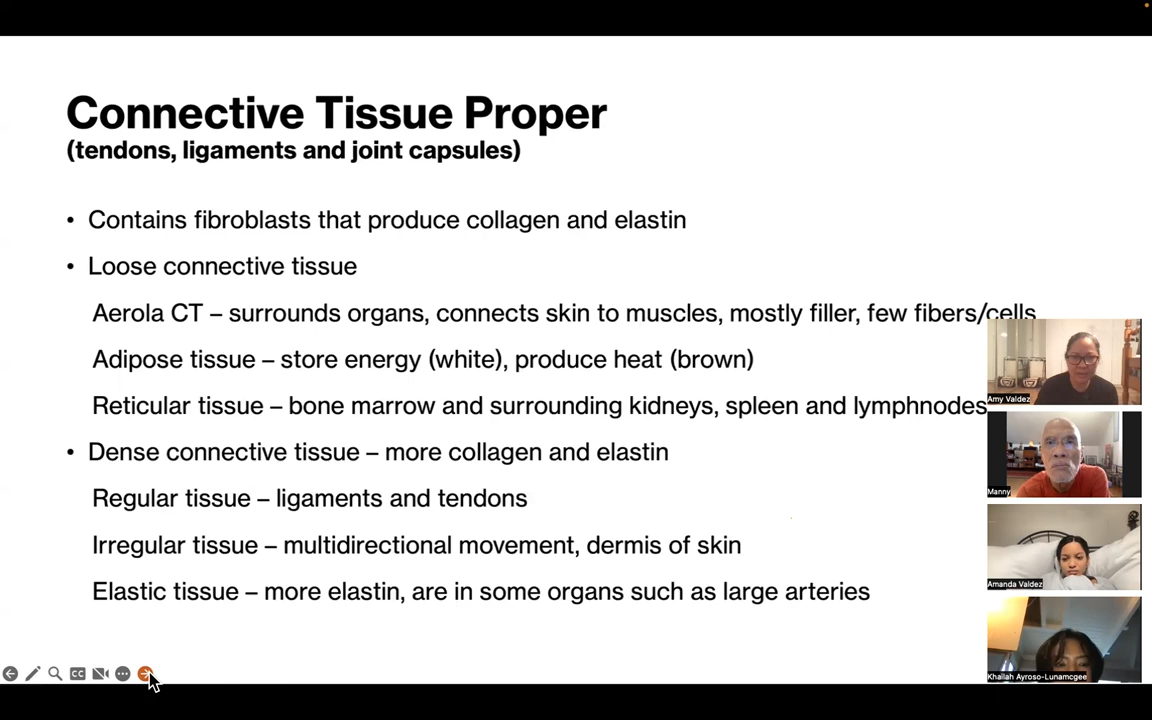 Connective Tissue Proper
(tendons, ligaments and joint capsules)
• Contains fibroblasts that produce collagen and elastin
• Loose connective tissue
Aerola CT – surrounds organs, connects skin to muscles, mostly filler, few fibers/cells
Adipose tissue – store energy (white), produce heat (brown)
Reticular tissue – bone marrow and surrounding kidneys, spleen and lymphnodes
• Dense connective tissue – more collagen and elastin
Regular tissue – ligaments and tendons
Irregular tissue – multidirectional movement, dermis of skin
Elastic tissue – more elastin, are in some organs such as large arteries
Amy Valdez
Manny
Amanda Valdez
Khailah Ayroso-Lunamcgee
CC